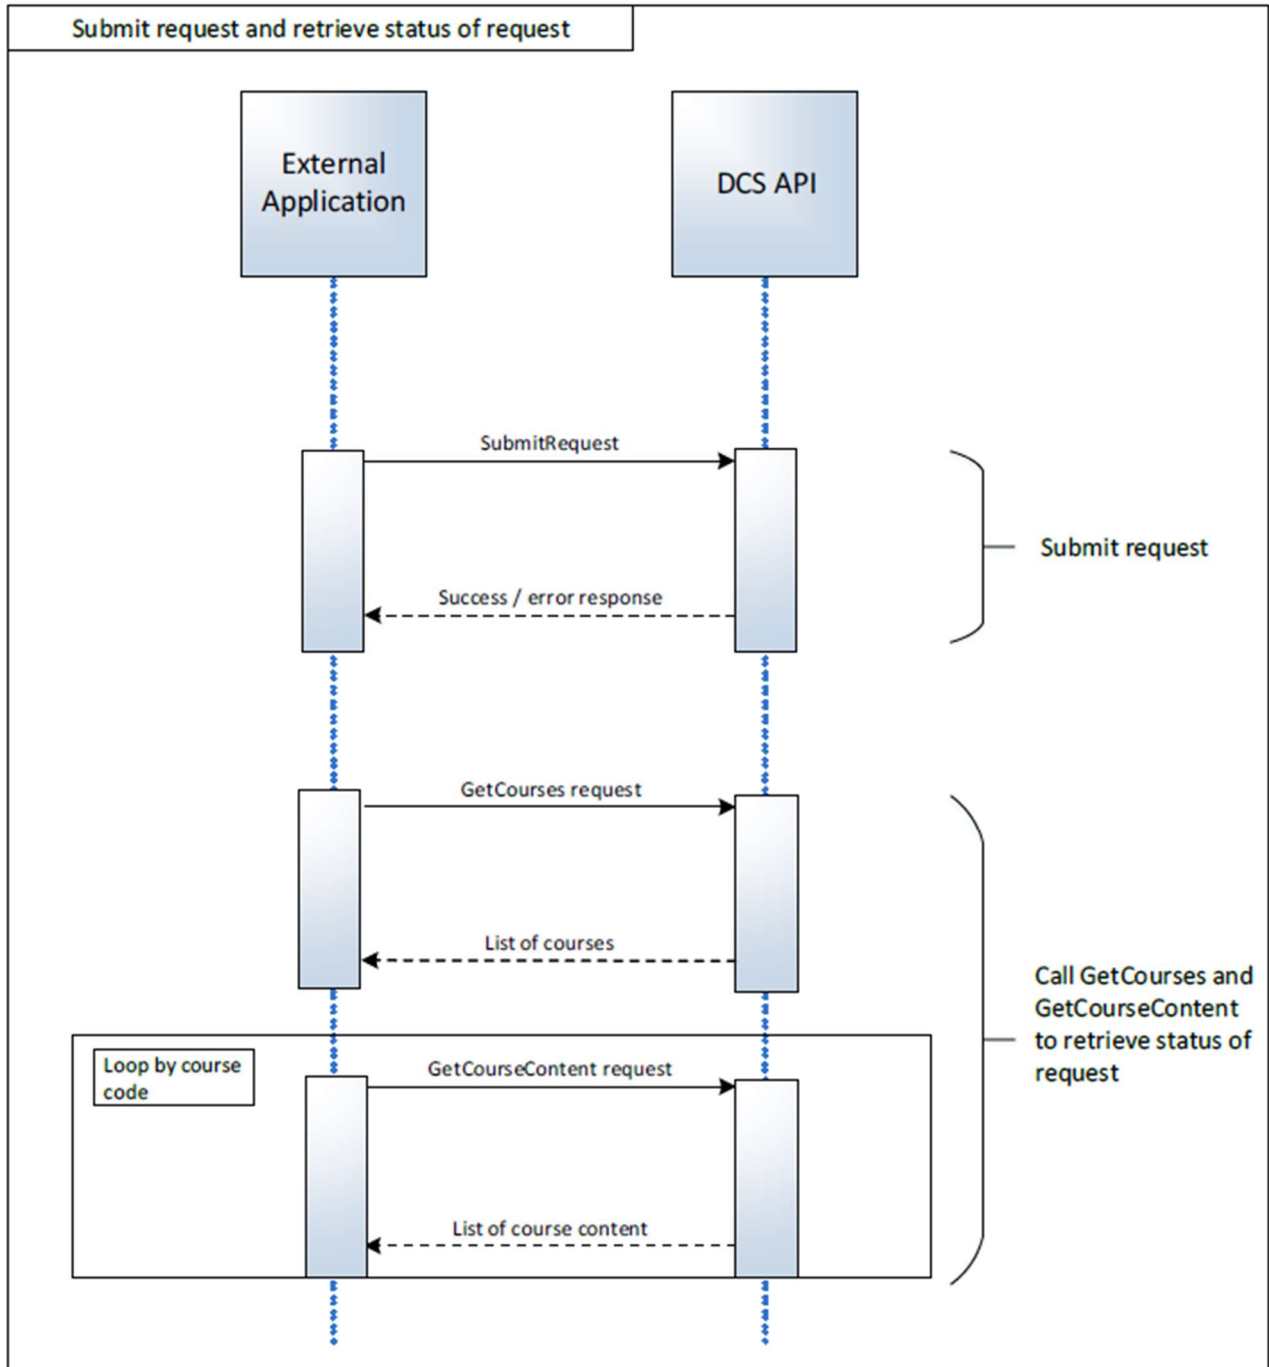 Submit request and retrieve status of request
External
Application
DCS API
SubmitRequest
Submit request
Success / error response
GetCourses request
List of courses
Call GetCourses and
GetCourseContent
to retrieve status of
request
Loop by course
code
GetCourseContent request
List of course content